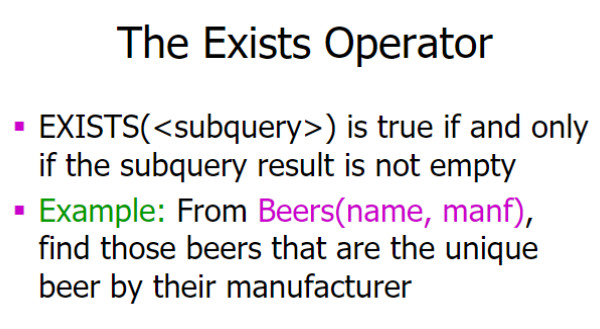 The Exists Operator
▪ EXISTS(<subquery>) is true if and only
if the subquery result is not empty
▪ Example: From Beers(name, manf),
find those beers that are the unique
beer by their manufacturer